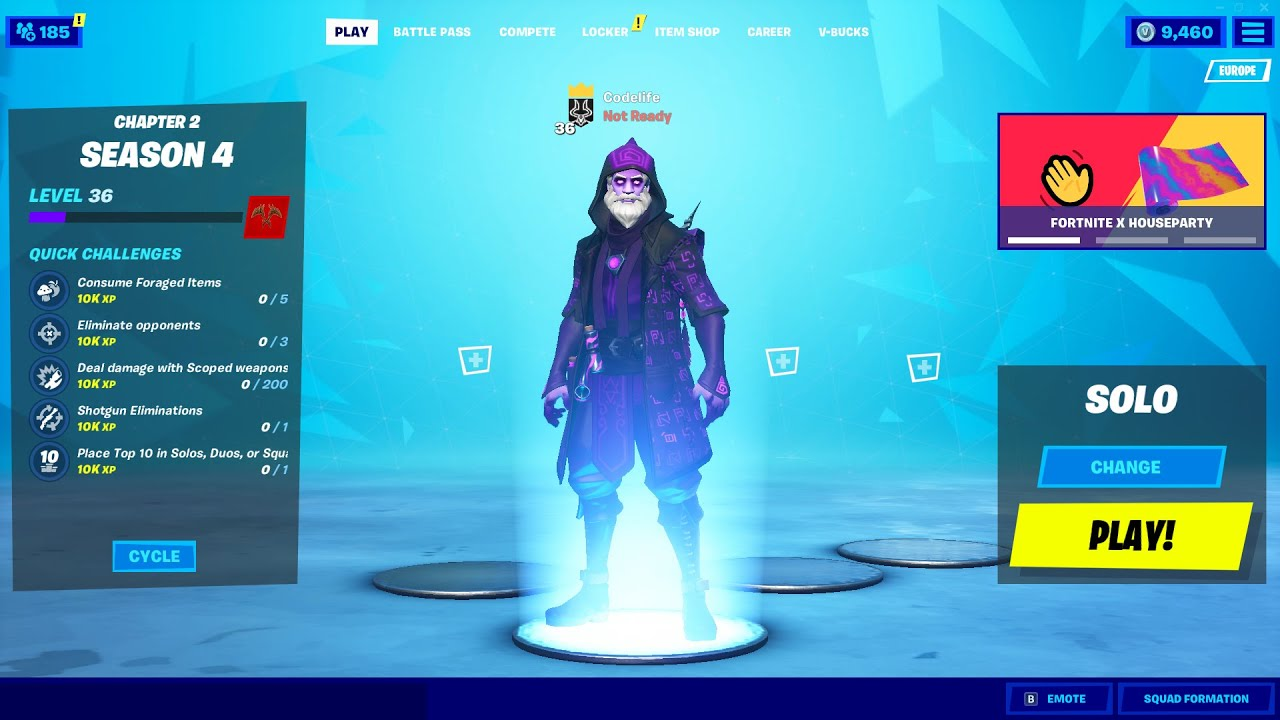 185
!
PLAY
BATTLE PASS
COMPETE
LOCKER
!
ITEM SHOP
CAREER
V-BUCKS
9,460
EUROPE
Codelife
Not Ready
36
CHAPTER 2
SEASON 4
LEVEL 36
QUICK CHALLENGES
Consume Foraged Items
10K XP 0 / 5
Eliminate opponents
10K XP 0 / 3
Deal damage with Scoped weapons
10K XP 0 / 200
Shotgun Eliminations
10K XP 0 / 1
10 Place Top 10 in Solos, Duos, or Squa
10K XP 0 / 1
CYCLE
FORTNITE X HOUSEPARTY
SOLO
CHANGE
PLAY!
B EMOTE
SQUAD FORMATION